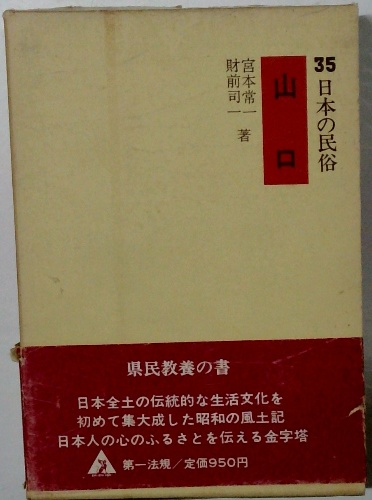 35 日本の民俗
山口
宮本常一
財前司一
著
県民教養の書
日本全土の伝統的な生活文化を
初めて集大成した昭和の風土記
日本人の心のふるさとを伝える金字塔
第一法規／定価950円